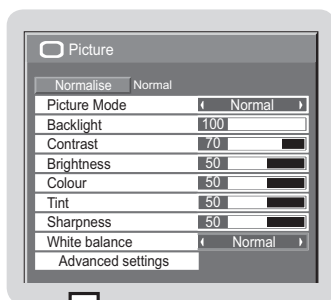 Picture
Normalise Normal
Picture Mode Normal
Backlight 100
Contrast 70
Brightness 50
Colour 50
Tint 50
Sharpness 50
White balance Normal
Advanced settings